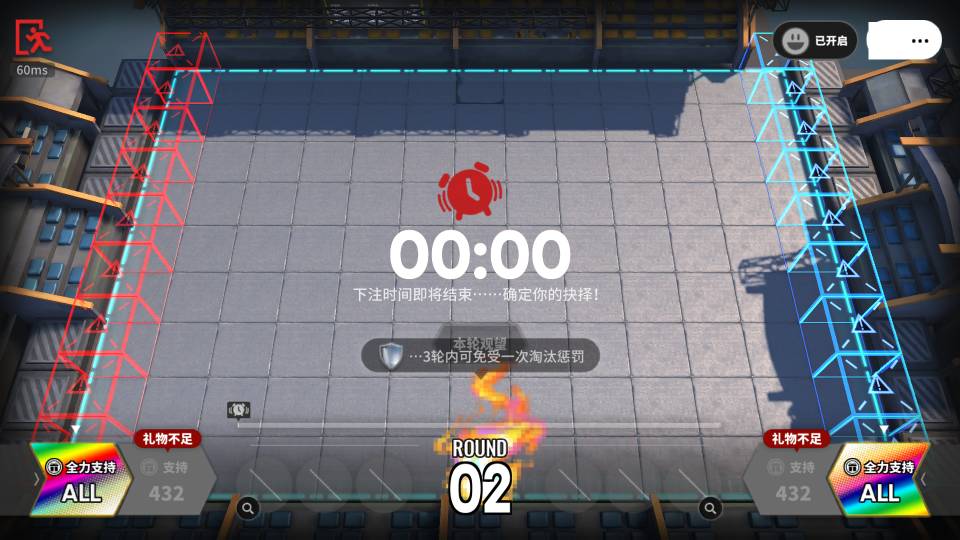 60ms
已开启
00:00
下注时间即将结束……确定你的抉择！
本轮观望
…3轮内可免受一次淘汰惩罚
礼物不足
全力支持
ALL
支持
432
ROUND
02
礼物不足
支持
432
全力支持
ALL